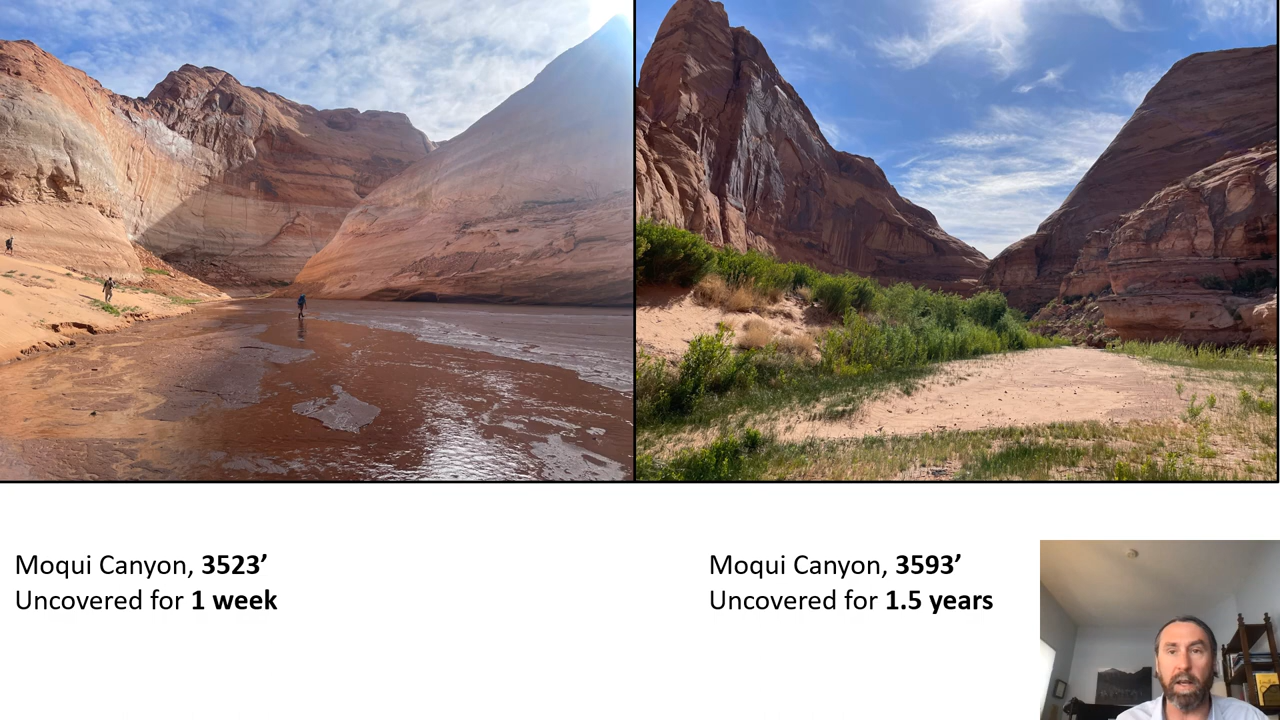 Moqui Canyon, 3523’
Uncovered for 1 week
Moqui Canyon, 3593’
Uncovered for 1.5 years